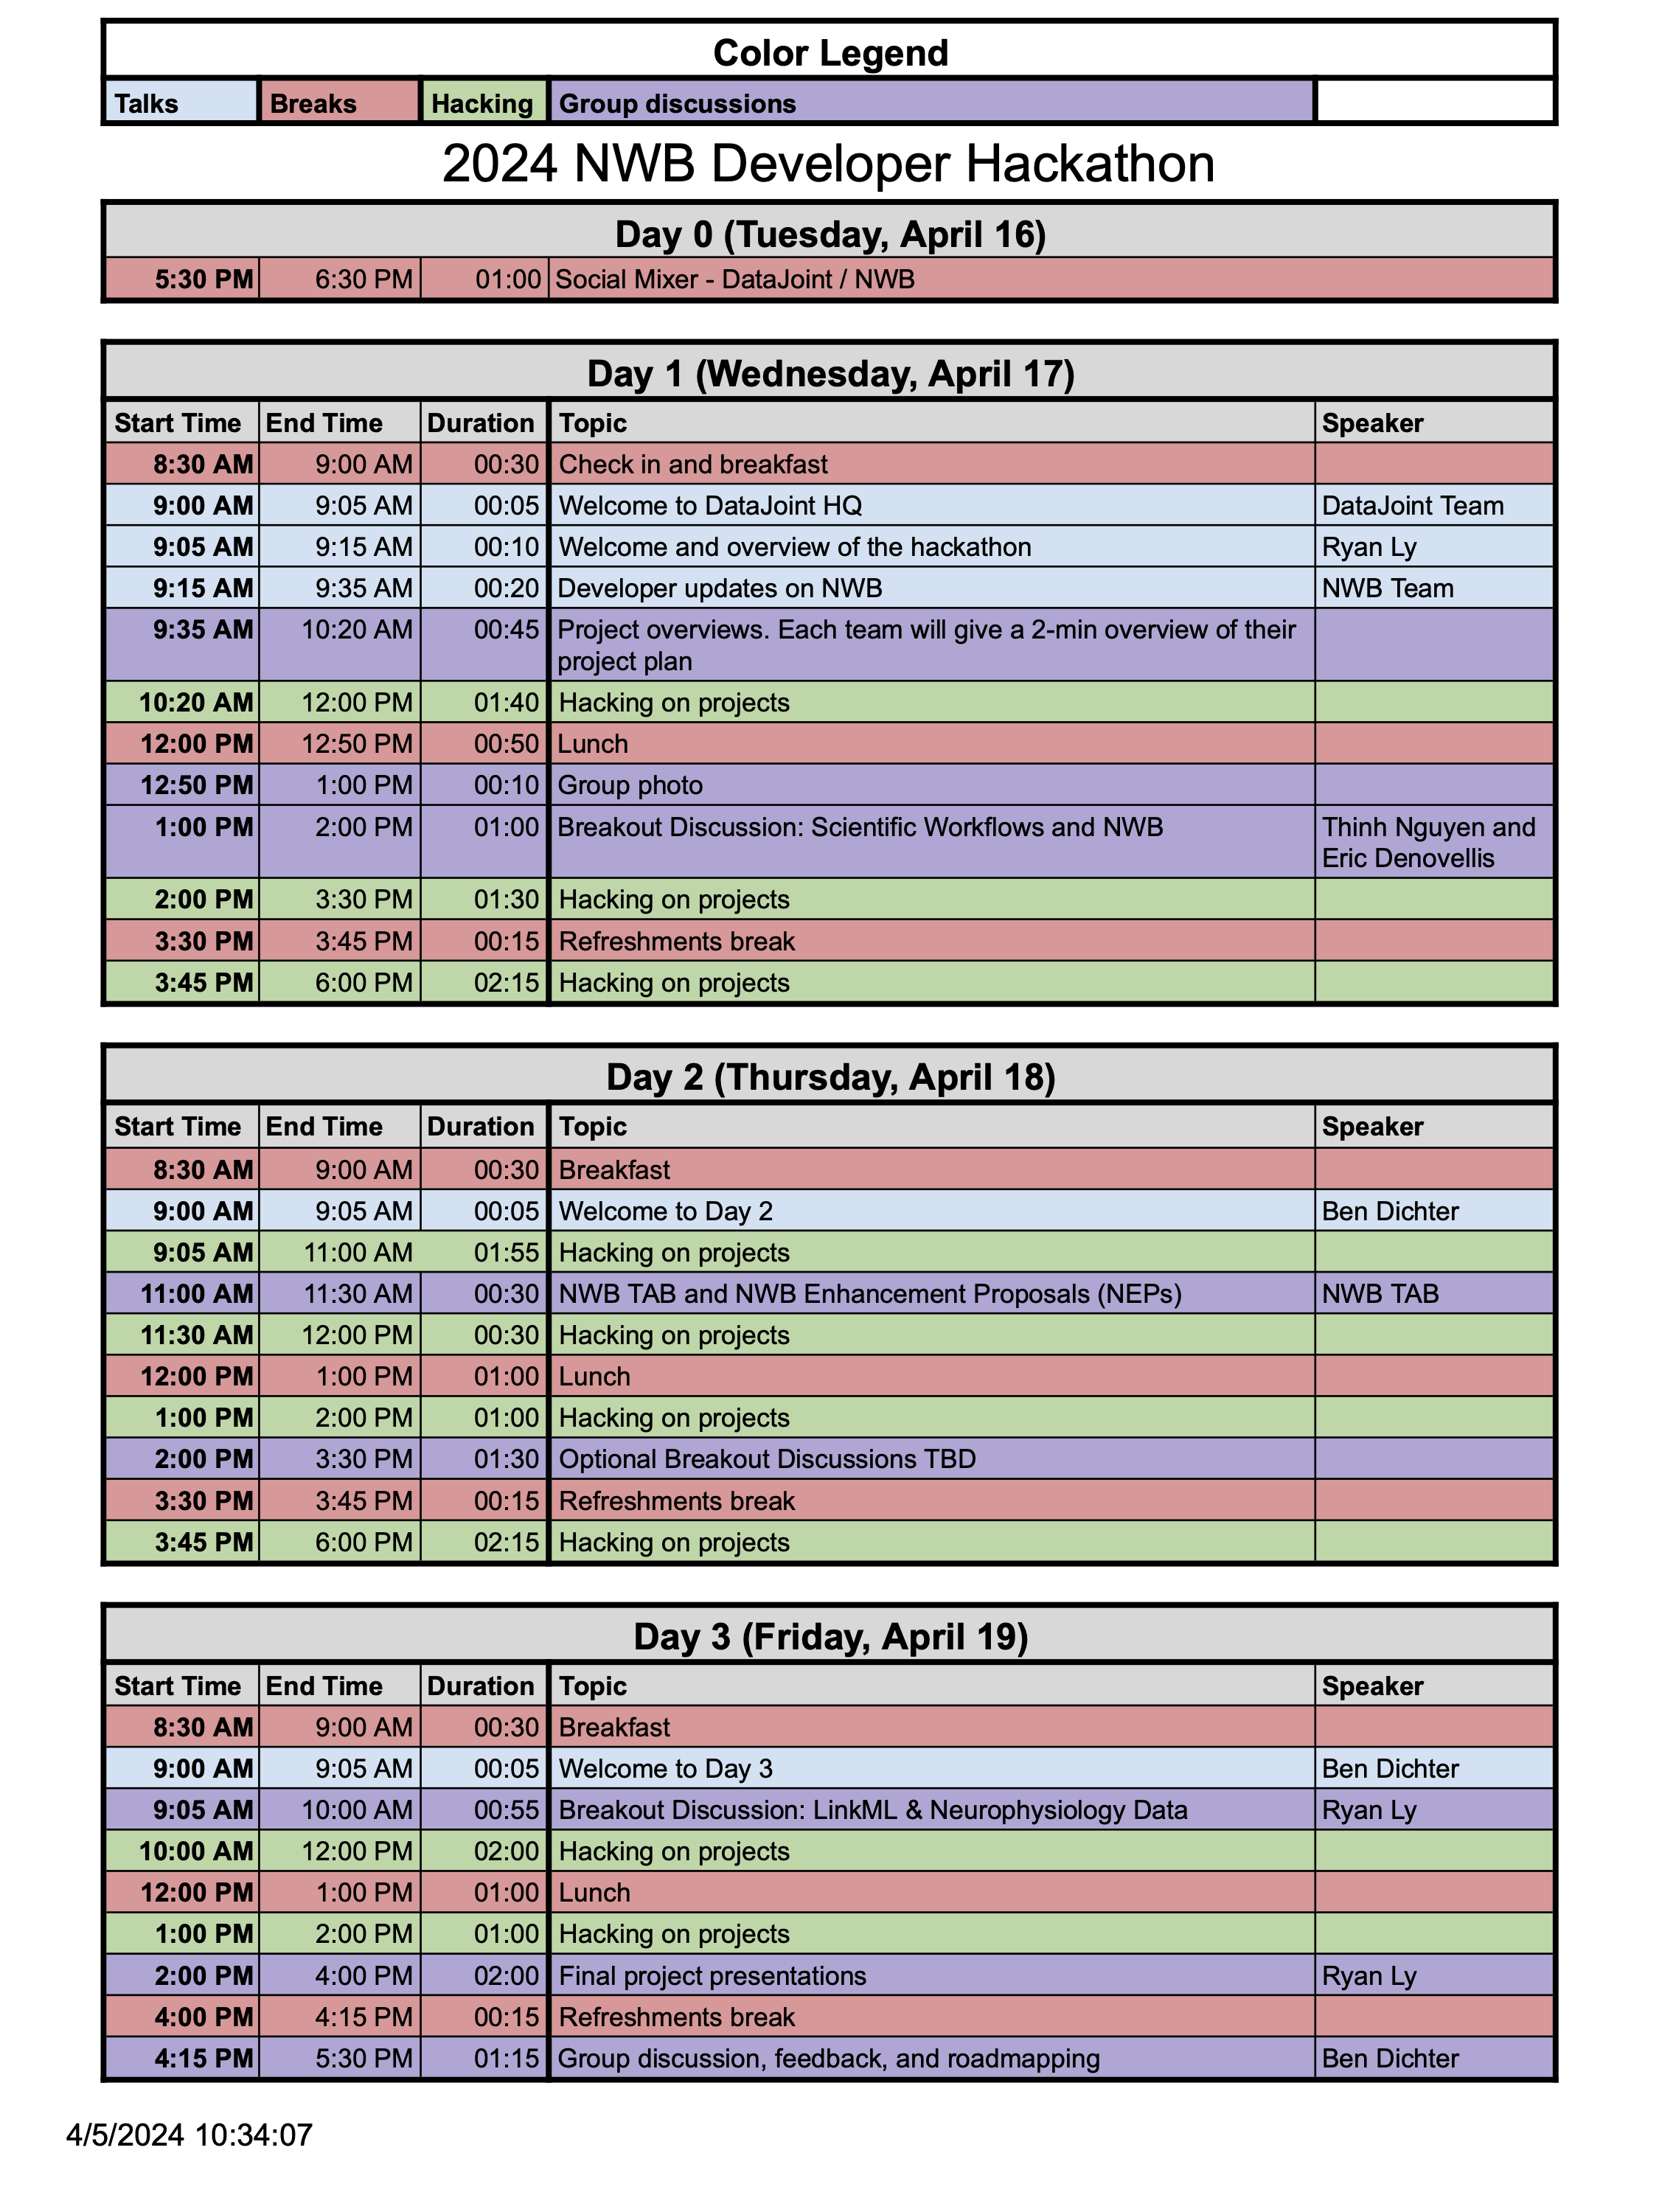 Color Legend
Talks Breaks Hacking Group discussions
2024 NWB Developer Hackathon
Day 0 (Tuesday, April 16)
5:30 PM 6:30 PM 01:00 Social Mixer - DataJoint / NWB
Day 1 (Wednesday, April 17)
Start Time End Time Duration Topic Speaker
8:30 AM 9:00 AM 00:30 Check in and breakfast
9:00 AM 9:05 AM 00:05 Welcome to DataJoint HQ DataJoint Team
9:05 AM 9:15 AM 00:10 Welcome and overview of the hackathon Ryan Ly
9:15 AM 9:35 AM 00:20 Developer updates on NWB NWB Team
9:35 AM 10:20 AM 00:45 Project overviews. Each team will give a 2-min overview of their
project plan
10:20 AM 12:00 PM 01:40 Hacking on projects
12:00 PM 12:50 PM 00:50 Lunch
12:50 PM 1:00 PM 00:10 Group photo
1:00 PM 2:00 PM 01:00 Breakout Discussion: Scientific Workflows and NWB Thinh Nguyen and
Eric Denovellis
2:00 PM 3:30 PM 01:30 Hacking on projects
3:30 PM 3:45 PM 00:15 Refreshments break
3:45 PM 6:00 PM 02:15 Hacking on projects
Day 2 (Thursday, April 18)
Start Time End Time Duration Topic Speaker
8:30 AM 9:00 AM 00:30 Breakfast
9:00 AM 9:05 AM 00:05 Welcome to Day 2 Ben Dichter
9:05 AM 11:00 AM 01:55 Hacking on projects
11:00 AM 11:30 AM 00:30 NWB TAB and NWB Enhancement Proposals (NEPs) NWB TAB
11:30 AM 12:00 PM 00:30 Hacking on projects
12:00 PM 1:00 PM 01:00 Lunch
1:00 PM 2:00 PM 01:00 Hacking on projects
2:00 PM 3:30 PM 01:30 Optional Breakout Discussions TBD
3:30 PM 3:45 PM 00:15 Refreshments break
3:45 PM 6:00 PM 02:15 Hacking on projects
Day 3 (Friday, April 19)
Start Time End Time Duration Topic Speaker
8:30 AM 9:00 AM 00:30 Breakfast
9:00 AM 9:05 AM 00:05 Welcome to Day 3 Ben Dichter
9:05 AM 10:00 AM 00:55 Breakout Discussion: LinkML & Neurophysiology Data Ryan Ly
10:00 AM 12:00 PM 02:00 Hacking on projects
12:00 PM 1:00 PM 01:00 Lunch
1:00 PM 2:00 PM 01:00 Hacking on projects
2:00 PM 4:00 PM 02:00 Final project presentations Ryan Ly
4:00 PM 4:15 PM 00:15 Refreshments break
4:15 PM 5:30 PM 01:15 Group discussion, feedback, and roadmapping Ben Dichter
4/5/2024 10:34:07